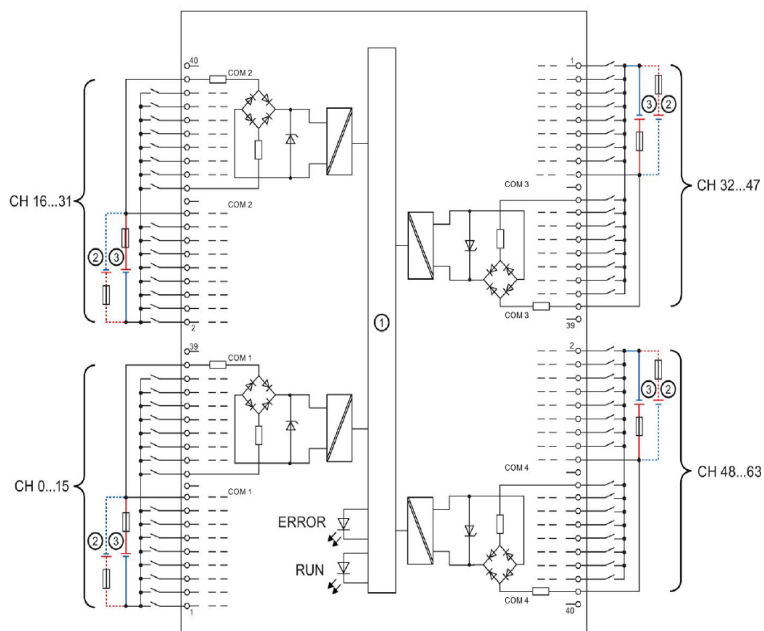 40
COM 2
CH 16...31
COM 2
2 3
2
39
COM 1
CH 0...15
COM 1
2 3
1
1
ERROR
RUN
1
3 2
COM 3
CH 32...47
COM 3
39
2
3 2
COM 4
CH 48...63
COM 4
40